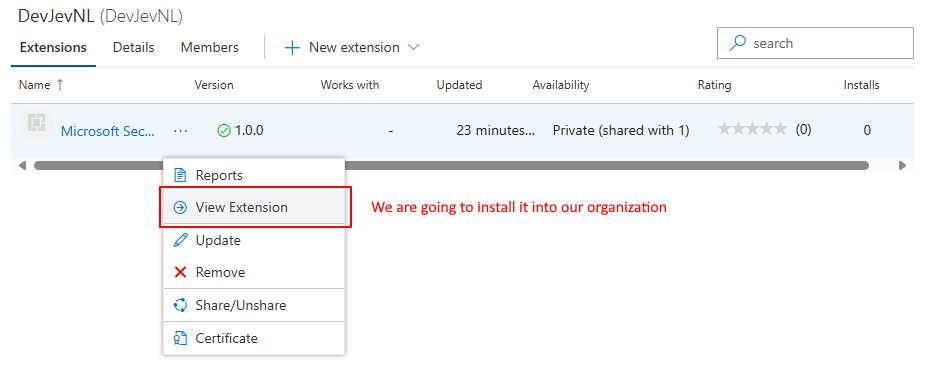 DevJevNL (DevJevNL)
Extensions Details Members + New extension search
Name ↑ Version Works with Updated Availability Rating Installs
Microsoft Sec... ... 1.0.0 - 23 minutes... Private (shared with 1) (0) 0
Reports
View Extension We are going to install it into our organization
Update
Remove
Share/Unshare
Certificate